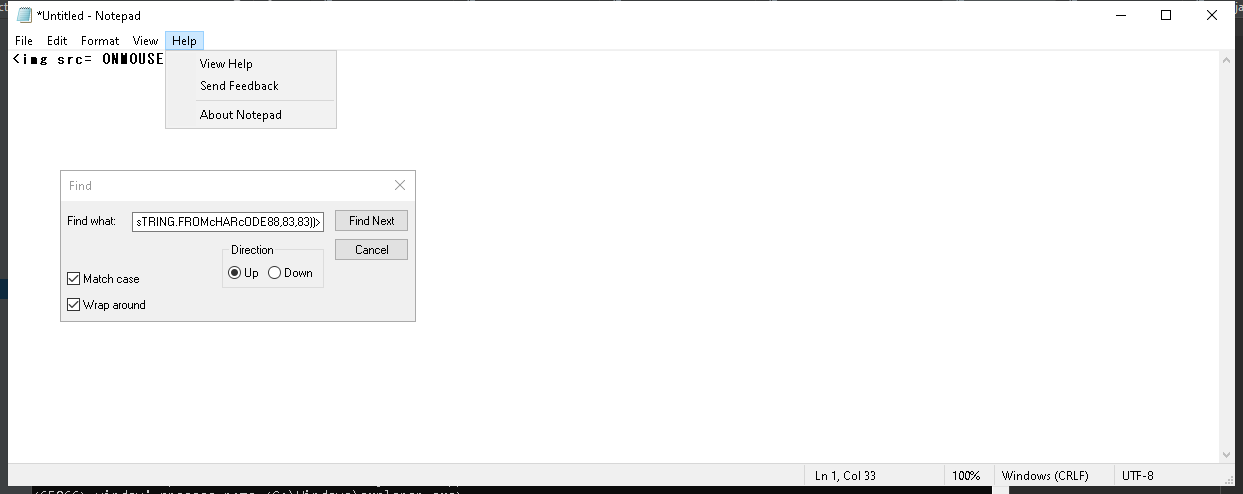 *Untitled - Notepad
File Edit Format View Help
<img src= ONMOUSE
View Help
Send Feedback
About Notepad
Find
Find what: sTRING.FROMcHARcODE88,83,83))> Find Next
Direction Cancel
Up Down
Match case
Wrap around
Ln 1, Col 33 100% Windows (CRLF) UTF-8